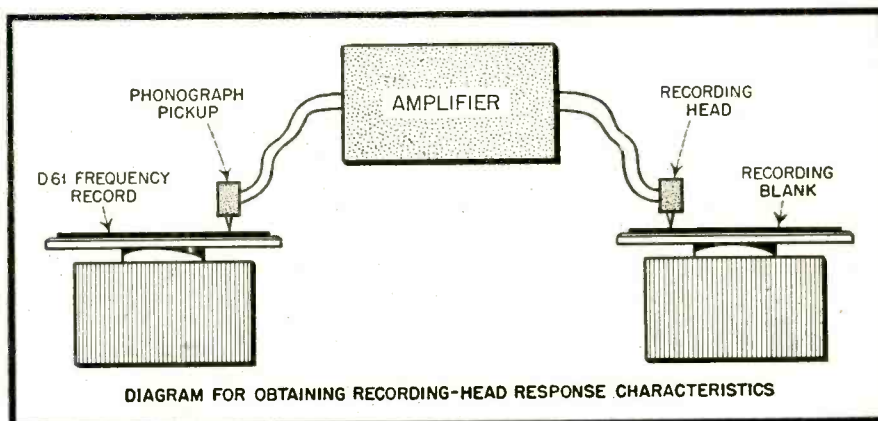 PHONOGRAPH
PICKUP
AMPLIFIER
RECORDING
HEAD
D61 FREQUENCY
RECORD
RECORDING
BLANK
DIAGRAM FOR OBTAINING RECORDING-HEAD RESPONSE CHARACTERISTICS